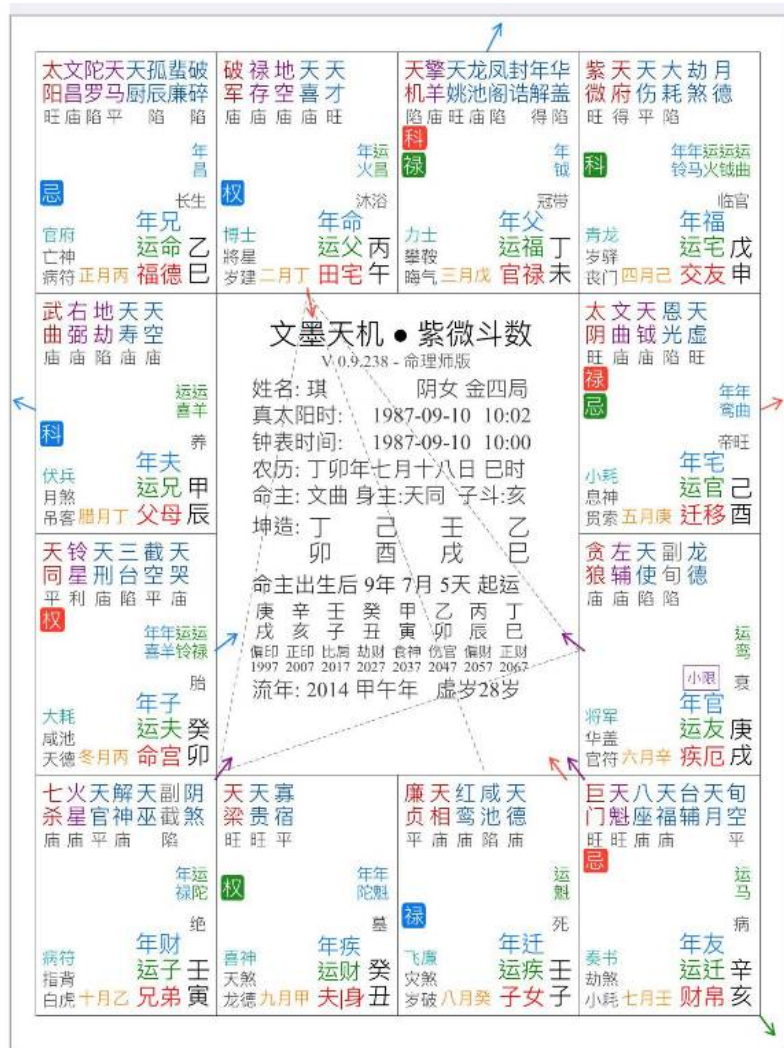 太阳 文昌 陀罗 天马 天厨 孤辰 蜚廉 破碎
旺 庙 陷 平 陷 陷
年昌 忌
长生
官府 亡神 病符 正月丙
年兄 运命 福德 乙巳
破军 禄存 地空 天喜 天才
庙 庙 庙 庙 旺
年火 运昌 权
沐浴
博士 將星 岁建 二月丁
年命 运父 田宅 丙午
天机 擎羊 天姚 龙池 凤阁 封诰 年解 华盖
陷 庙 旺 庙 陷 得 陷
科 禄 年钺
冠带
力士 攀鞍 晦气 三月戊
年父 运福 官禄 丁未
紫微 天府 天伤 大耗 劫煞 月德
旺 得 平 陷
科 年铃 年马 运火 运钺 运曲
临官
青龙 岁驿 丧门 四月己
年福 运宅 交友 戊申
武曲 右弼 地劫 天寿 天空
庙 庙 陷 庙 庙
运喜 运羊 科
养
伏兵 月煞 吊客 腊月丁
年夫 运兄 父母 甲辰
文墨天机 ● 紫微斗数
V 0.9.238 - 命理师版
姓名: 琪 阴女 金四局
真太阳时: 1987-09-10 10:02
钟表时间: 1987-09-10 10:00
农历: 丁卯年七月十八日 巳时
命主: 文曲 身主:天同 子斗:亥
坤造: 丁 己 壬 乙
卯 酉 戌 巳
命主出生后 9年 7月 5天 起运
庚 辛 壬 癸 甲 乙 丙 丁
戌 亥 子 丑 寅 卯 辰 巳
偏印 正印 比肩 劫财 食神 伤官 偏财 正财
1997 2007 2017 2027 2037 2047 2057 2067
流年: 2014 甲午年 虚岁28岁
太阴 文曲 天钺 恩光 天虚
旺 庙 庙 陷 旺
禄 忌 年鸾 年曲
帝旺
小耗 息神 贯索 五月庚
年宅 运官 迁移 己酉
天同 铃星 天刑 三台 截空 天哭
平 利 庙 陷 平 庙
权 年喜 年羊 运铃 运禄
胎
大耗 咸池 天德 冬月丙
年子 运夫 命宫 癸卯
贪狼 左辅 天使 副旬 龙德
庙 庙 陷 陷
运鸾
小限 衰
将军 华盖 官符 六月辛
年官 运友 疾厄 庚戌
七杀 火星 天官 解神 天巫 副截 阴煞
庙 庙 平 庙 陷
年禄 运陀
绝
病符 指背 白虎 十月乙
年财 运子 兄弟 壬寅
天梁 天贵 寡宿
旺 旺 平
权 年陀 年魁
墓
喜神 天煞 龙德 九月甲
年疾 运财 夫|身 癸丑
廉贞 天相 红鸾 咸池 天德
平 庙 庙 陷 庙
禄 运魁
死
飞廉 灾煞 岁破 八月癸
年迁 运疾 子女 壬子
巨门 天魁 八座 天福 台辅 天月 旬空
旺 旺 庙 庙 平
忌 运马
病
奏书 劫煞 小耗 七月壬
年友 运迁 财帛 辛亥